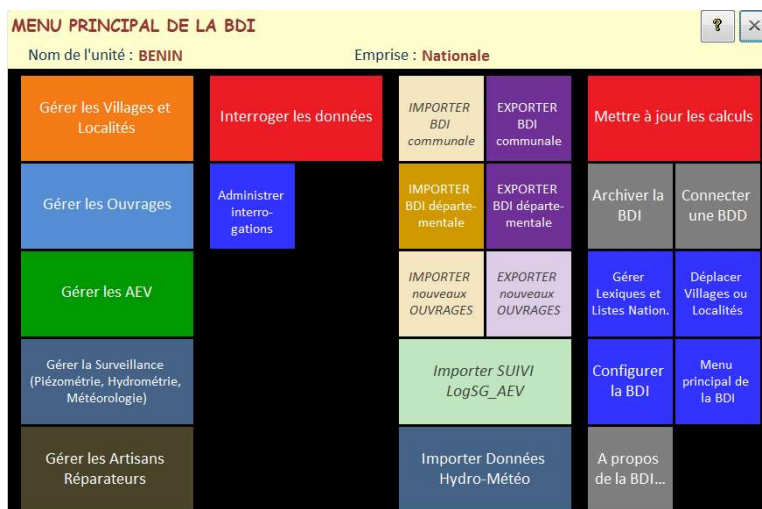 MENU PRINCIPAL DE LA BDI
?
Nom de l'unité : BENIN
Emprise : Nationale
Gérer les Villages et
Localités
Interroger les données
IMPORTER
BDI
communale
EXPORTER
BDI
communale
Mettre à jour les calculs
Gérer les Ouvrages
Administrer
interro-
gations
IMPORTER
BDI départe-
mentale
EXPORTER
BDI départe-
mentale
Archiver la
BDI
Connecter
une BDD
Gérer les AEV
IMPORTER
nouveaux
OUVRAGES
EXPORTER
nouveaux
OUVRAGES
Gérer
Lexiques et
Listes Nation.
Déplacer
Villages ou
Localités
Gérer la Surveillance
(Piézométrie, Hydrométrie,
Météorologie)
Importer SUIVI
LogSG_AEV
Configurer
la BDI
Menu
principal de
la BDI
Gérer les Artisans
Réparateurs
Importer Données
Hydro-Météo
A propos
de la BDI...